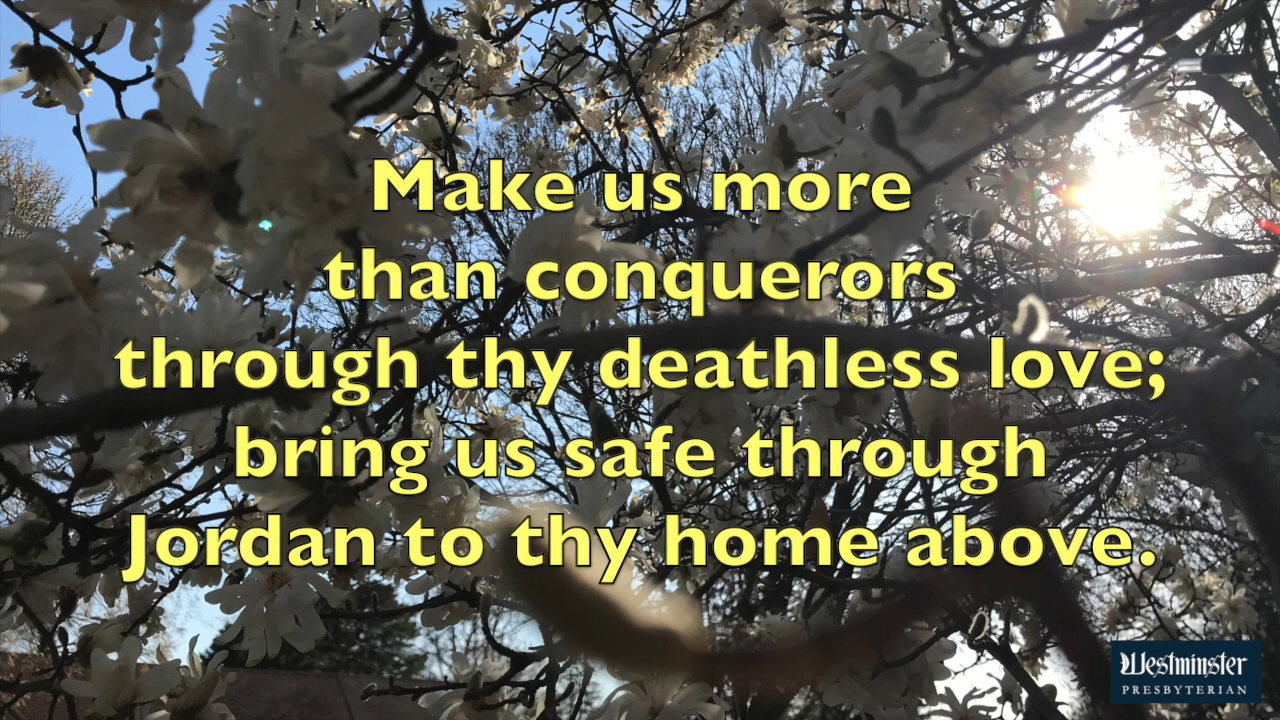 Make us more
than conquerors
through thy deathless love;
bring us safe through
Jordan to thy home above.
Westminster
PRESBYTERIAN